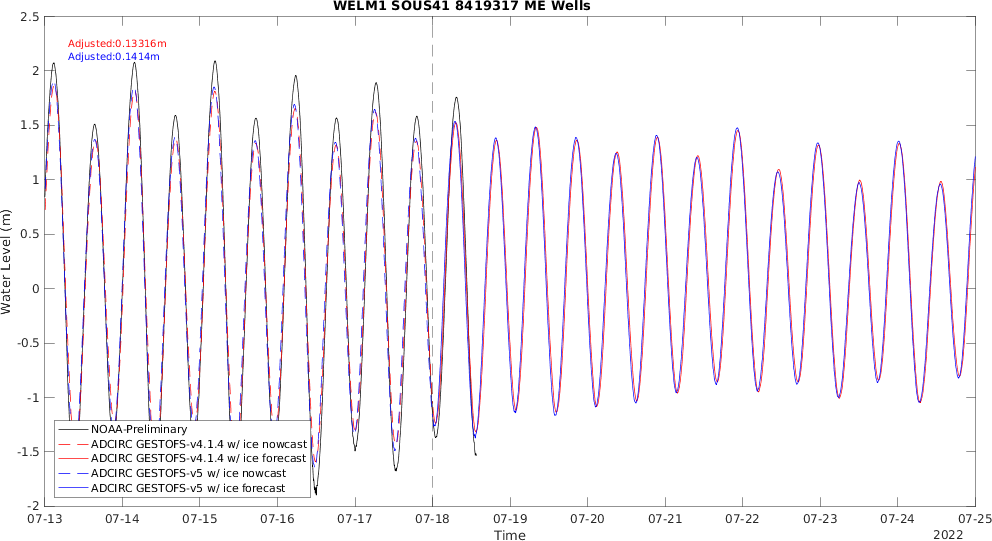 WELM1 SOUS41 8419317 ME Wells
2.5
2
1.5
1
0.5
0
-0.5
-1
-1.5
-2
Water Level (m)
Adjusted:0.13316m
Adjusted:0.1414m
NOAA-Preliminary
ADCIRC GESTOFS-v4.1.4 w/ ice nowcast
ADCIRC GESTOFS-v4.1.4 w/ ice forecast
ADCIRC GESTOFS-v5 w/ ice nowcast
ADCIRC GESTOFS-v5 w/ ice forecast
07-13 07-14 07-15 07-16 07-17 07-18 07-19 07-20 07-21 07-22 07-23 07-24 07-25
Time
2022